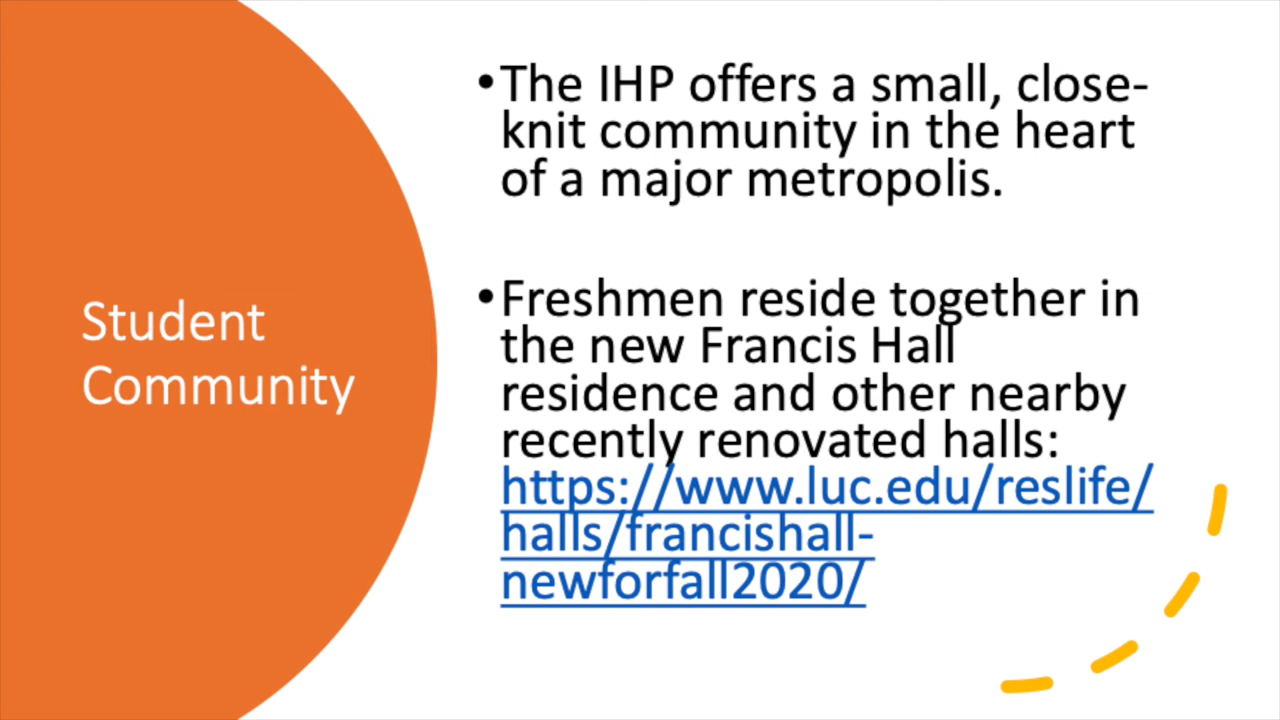 Student
Community
•The IHP offers a small, close-
knit community in the heart
of a major metropolis.
•Freshmen reside together in
the new Francis Hall
residence and other nearby
recently renovated halls:
https://www.luc.edu/reslife/
halls/francishall-
newforfall2020/